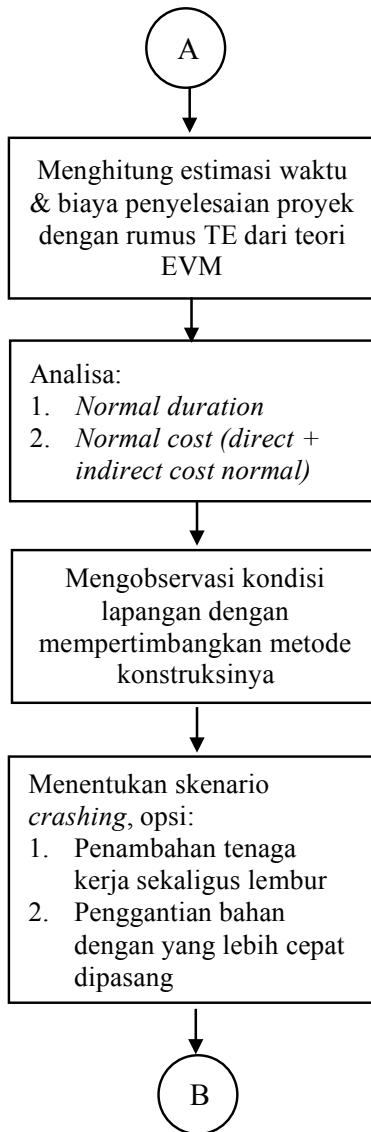 A
Menghitung estimasi waktu
& biaya penyelesaian proyek
dengan rumus TE dari teori
EVM
Analisa:
1. Normal duration
2. Normal cost (direct +
indirect cost normal)
Mengobservasi kondisi
lapangan dengan
mempertimbangkan metode
konstruksinya
Menentukan skenario
crashing, opsi:
1. Penambahan tenaga
kerja sekaligus lembur
2. Penggantian bahan
dengan yang lebih cepat
dipasang
B